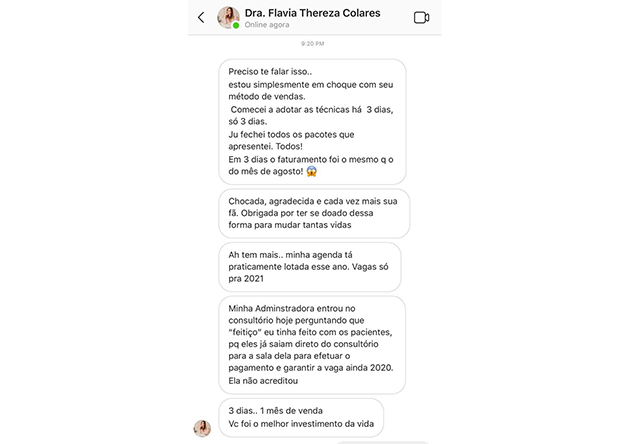 Dra. Flavia Thereza Colares
Online agora
9:20 PM
Preciso te falar isso..
estou simplesmente em choque com seu
método de vendas.
Comecei a adotar as técnicas há  3 dias,
só 3 dias.
Ju fechei todos os pacotes que
apresentei. Todos!
Em 3 dias o faturamento foi o mesmo q o
do mês de agosto! 😱
Chocada, agradecida e cada vez mais sua
fã. Obrigada por ter se doado dessa
forma para mudar tantas vidas
Ah tem mais.. minha agenda tá
praticamente lotada esse ano. Vagas só
pra 2021
Minha Adminstradora entrou no
consultório hoje perguntando que
"feitiço" eu tinha feito com os pacientes,
pq eles já saiam direto do consultório
para a sala dela para efetuar o
pagamento e garantir a vaga ainda 2020.
Ela não acreditou
3 dias.. 1 mês de venda
Vc foi o melhor investimento da vida